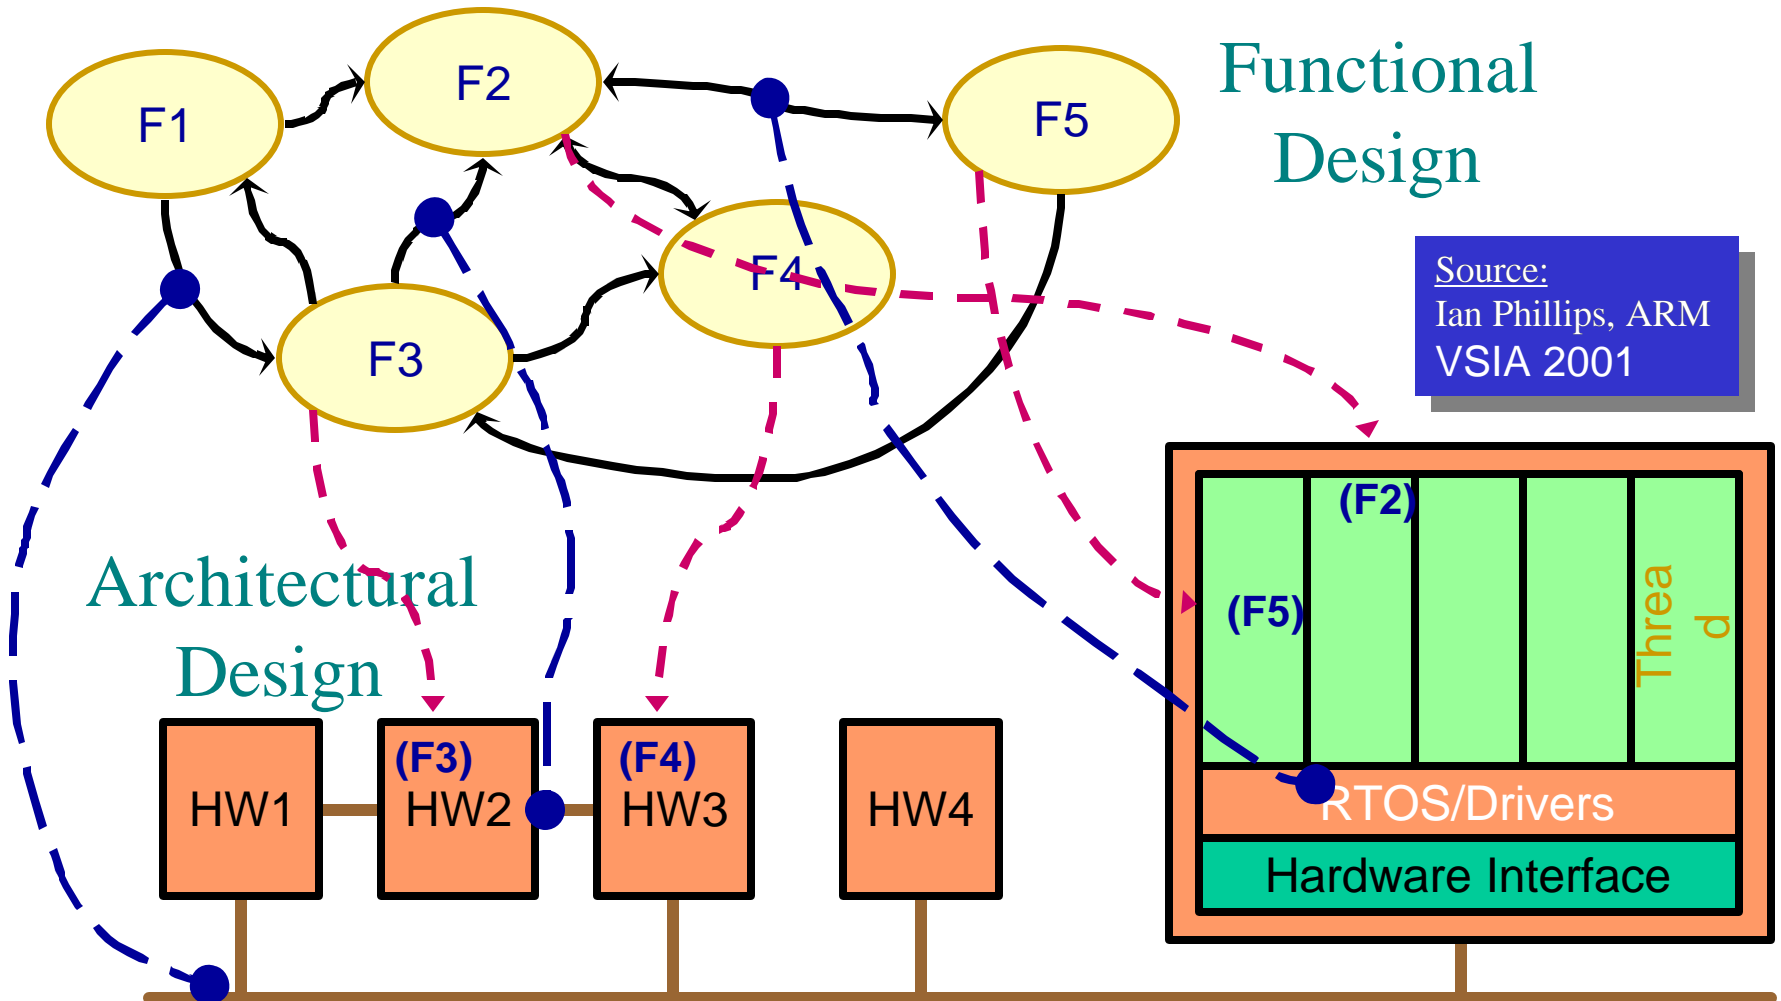 F1
F2
F5
Functional
Design
F4
F3
Source:
Ian Phillips, ARM
VSIA 2001
Architectural
Design
(F2)
(F5)
Threa
d
(F3)
(F4)
HW1
HW2
HW3
HW4
RTOS/Drivers
Hardware Interface